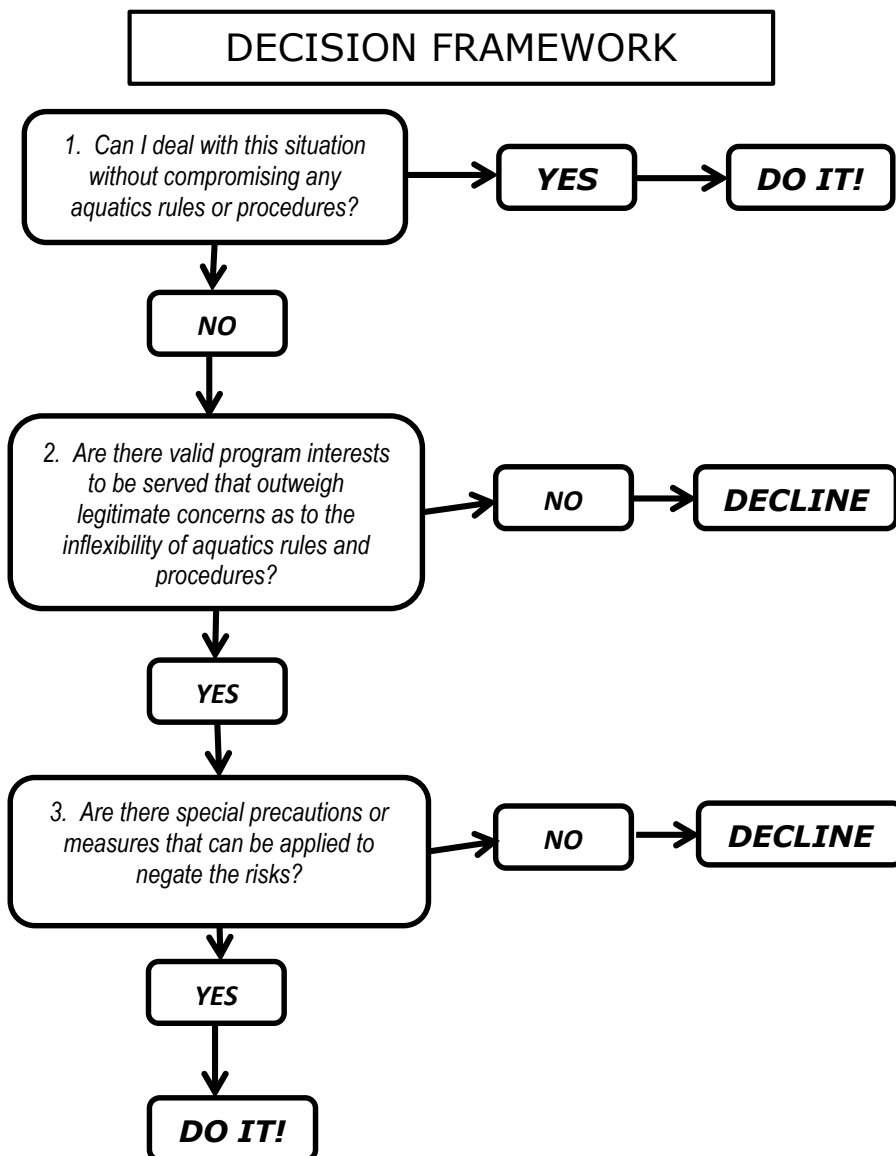 DECISION FRAMEWORK
1. Can I deal with this situation
without compromising any
aquatics rules or procedures?
YES
DO IT!
NO
2. Are there valid program interests
to be served that outweigh
legitimate concerns as to the
inflexibility of aquatics rules and
procedures?
NO
DECLINE
YES
3. Are there special precautions or
measures that can be applied to
negate the risks?
NO
DECLINE
YES
DO IT!